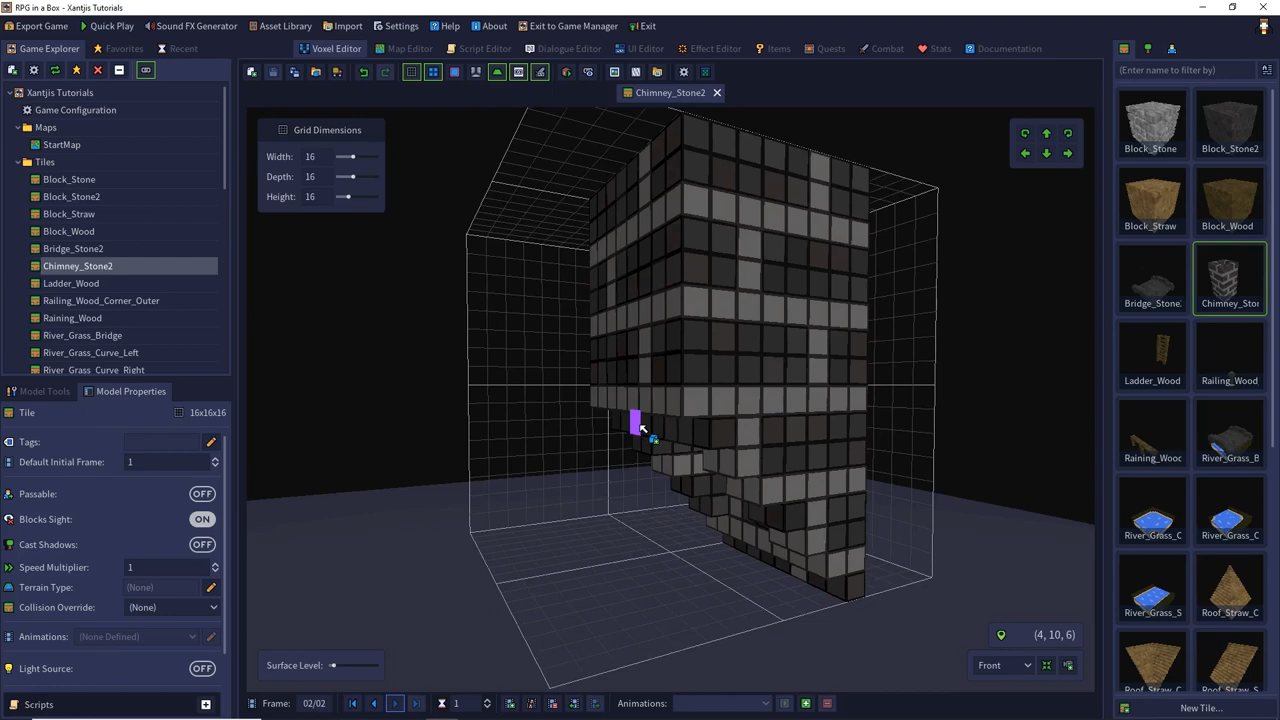 RPG in a Box - Xantjis Tutorials
Export Game Quick Play Sound FX Generator Asset Library Import Settings Help About Exit to Game Manager Exit
Game Explorer Favorites Recent Voxel Editor Map Editor Script Editor Dialogue Editor UI Editor Effect Editor Items Quests Combat Stats Documentation
Chimney_Stone2
(Enter name to filter by)
Xantjis Tutorials
Game Configuration
Maps
StartMap
Tiles
Block_Stone
Block_Stone2
Block_Straw
Block_Wood
Bridge_Stone2
Chimney_Stone2
Ladder_Wood
Railing_Wood_Corner_Outer
Raining_Wood
River_Grass_Bridge
River_Grass_Curve_Left
River_Grass_Curve_Right
Model Tools Model Properties
Tile 16x16x16
Tags:
Default Initial Frame: 1
Passable: OFF
Blocks Sight: ON
Cast Shadows: OFF
Speed Multiplier: 1
Terrain Type: (None)
Collision Override: (None)
Animations: (None Defined)
Light Source: OFF
Scripts
Grid Dimensions
Width: 16
Depth: 16
Height: 16
(4, 10, 6)
Surface Level:
Front
Frame: 02/02 1 Animations:
Block_Stone Block_Stone2
Block_Straw Block_Wood
Bridge_Stone. Chimney_Stor
Ladder_Wood Railing_Wood_
Raining_Wood River_Grass_B
River_Grass_C River_Grass_C
River_Grass_S Roof_Straw_C
Roof_Straw_C Roof_Straw_S
New Tile...